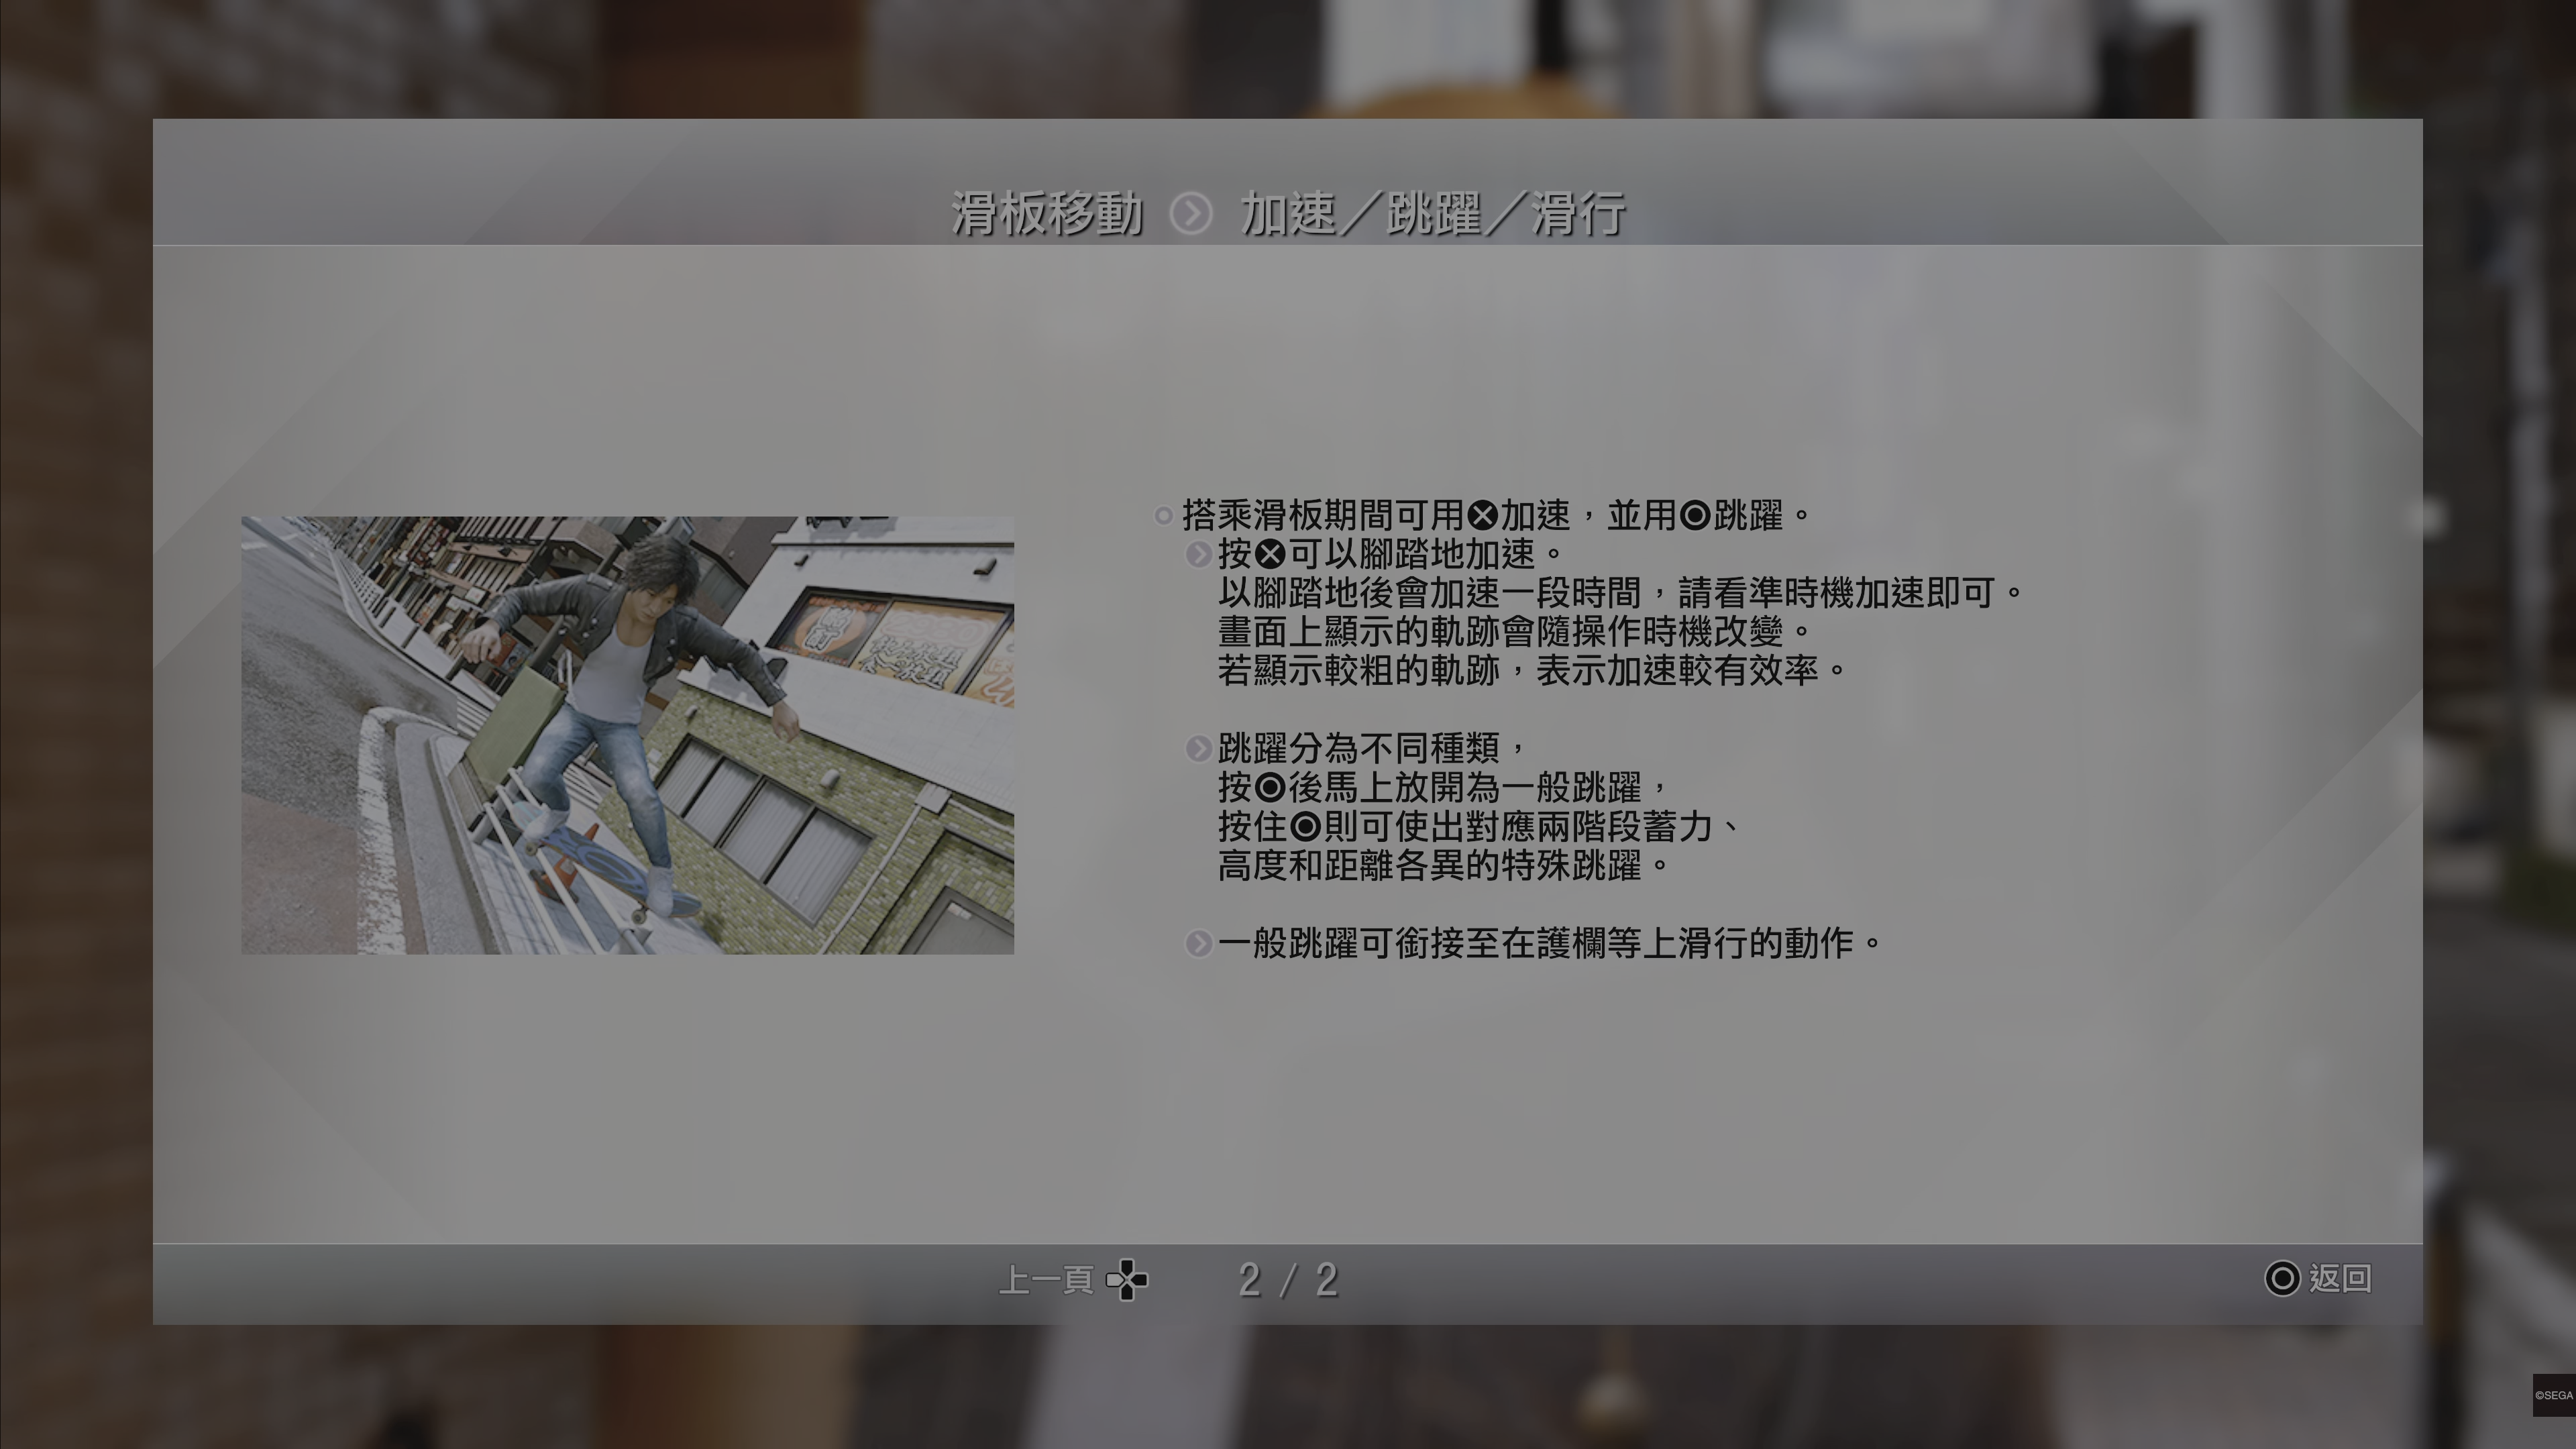 滑板移動 加速／跳躍／滑行
搭乘滑板期間可用⊗加速，並用◎跳躍。
按⊗可以腳踏地加速。
以腳踏地後會加速一段時間，請看準時機加速即可。
畫面上顯示的軌跡會隨操作時機改變。
若顯示較粗的軌跡，表示加速較有效率。
跳躍分為不同種類，
按◎後馬上放開為一般跳躍，
按住◎則可使出對應兩階段蓄力、
高度和距離各異的特殊跳躍。
一般跳躍可銜接至在護欄等上滑行的動作。
上一頁 2 / 2 ◎返回
©SEGA